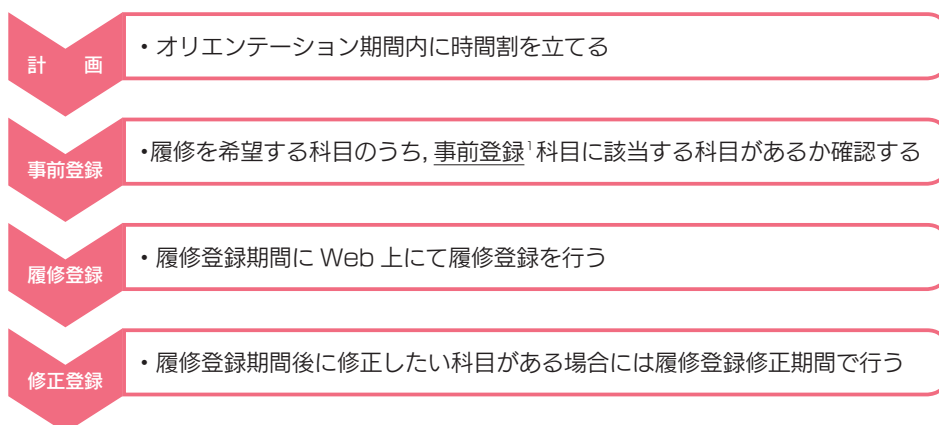 計　　画
・オリエンテーション期間内に時間割を立てる
事前登録
・履修を希望する科目のうち，事前登録¹科目に該当する科目があるか確認する
履修登録
・履修登録期間に Web 上にて履修登録を行う
修正登録
・履修登録期間後に修正したい科目がある場合には履修登録修正期間で行う